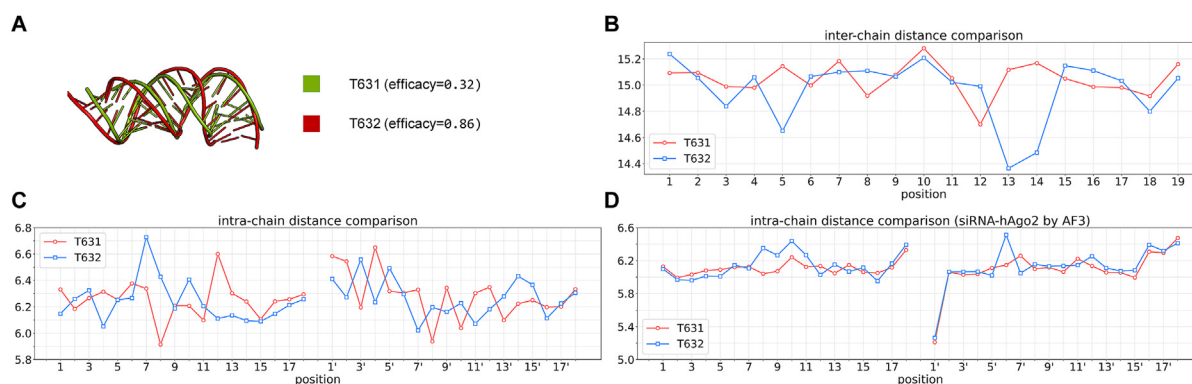 A
T631 (efficacy=0.32)
T632 (efficacy=0.86)
B
inter-chain distance comparison
15.2
15.0
14.8
14.6
14.4
T631
T632
1 2 3 4 5 6 7 8 9 10 11 12 13 14 15 16 17 18 19
position
C
intra-chain distance comparison
6.8
6.6
6.4
6.2
6.0
5.8
T631
T632
1 3 5 7 9 11 13 15 17 1' 3' 5' 7' 9' 11' 13' 15' 17'
position
D
intra-chain distance comparison (siRNA-hAgo2 by AF3)
6.6
6.2
5.8
5.4
5.0
T631
T632
1 3 5 7 9 11 13 15 17 1' 3' 5' 7' 9' 11' 13' 15' 17'
position